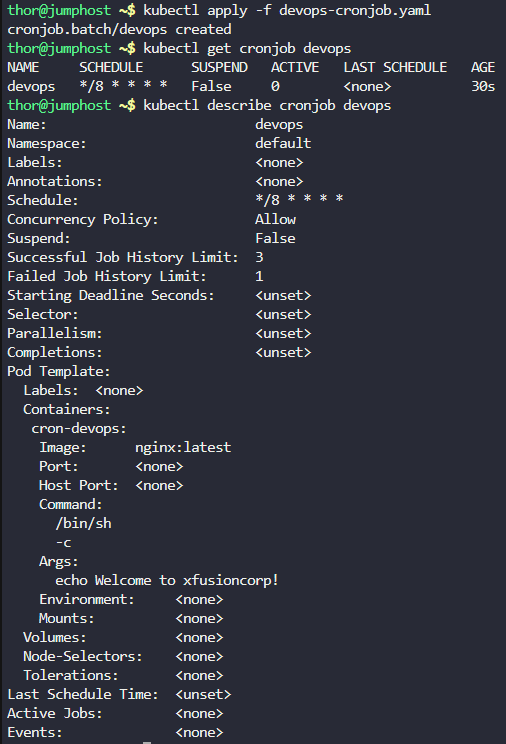 thor@jumphost ~$ kubectl apply -f devops-cronjob.yaml
cronjob.batch/devops created
thor@jumphost ~$ kubectl get cronjob devops
NAME     SCHEDULE      SUSPEND   ACTIVE   LAST SCHEDULE   AGE
devops   */8 * * * *   False     0        <none>          30s
thor@jumphost ~$ kubectl describe cronjob devops
Name:                          devops
Namespace:                     default
Labels:                        <none>
Annotations:                   <none>
Schedule:                      */8 * * * *
Concurrency Policy:            Allow
Suspend:                       False
Successful Job History Limit:  3
Failed Job History Limit:      1
Starting Deadline Seconds:     <unset>
Selector:                      <unset>
Parallelism:                   <unset>
Completions:                   <unset>
Pod Template:
  Labels:  <none>
  Containers:
   cron-devops:
    Image:      nginx:latest
    Port:       <none>
    Host Port:  <none>
    Command:
      /bin/sh
      -c
    Args:
      echo Welcome to xfusioncorp!
    Environment:     <none>
    Mounts:          <none>
  Volumes:           <none>
  Node-Selectors:    <none>
  Tolerations:       <none>
Last Schedule Time:  <unset>
Active Jobs:         <none>
Events:              <none>